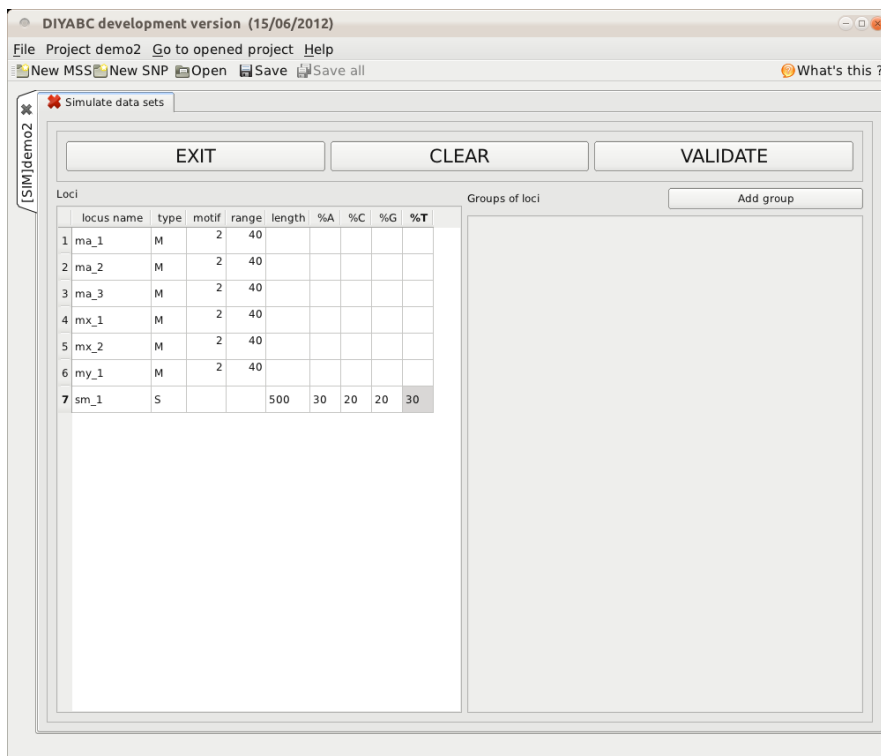 DIYABC development version (15/06/2012)
File Project demo2 Go to opened project Help
New MSS New SNP Open Save Save all What's this ?
[SIM]demo2
Simulate data sets
EXIT CLEAR VALIDATE
Loci
Groups of loci Add group
locus name type motif range length %A %C %G %T
1 ma_1 M 2 40
2 ma_2 M 2 40
3 ma_3 M 2 40
4 mx_1 M 2 40
5 mx_2 M 2 40
6 my_1 M 2 40
7 sm_1 S 500 30 20 20 30